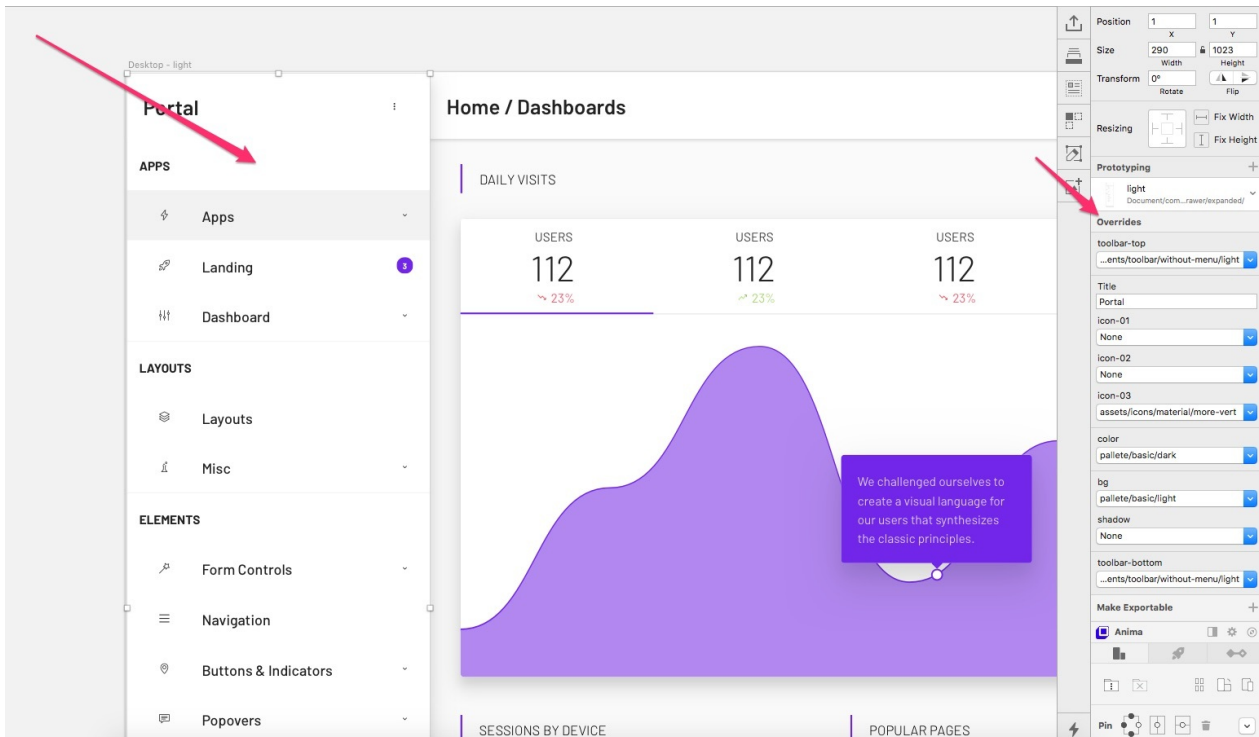 Desktop - light
Portal
APPS
Apps
Landing
3
Dashboard
LAYOUTS
Layouts
Misc
ELEMENTS
Form Controls
Navigation
Buttons & Indicators
Popovers
Home / Dashboards
DAILY VISITS
USERS
112
23%
USERS
112
23%
USERS
112
23%
We challenged ourselves to
create a visual language for
our users that synthesizes
the classic principles.
SESSIONS BY DEVICE
POPULAR PAGES
Position 1 1
X Y
Size 290 1023
Width Height
Transform 0°
Rotate Flip
Resizing
Fix Width
Fix Height
Prototyping
light
Document/com...rawer/expanded/
Overrides
toolbar-top
...ents/toolbar/without-menu/light
Title
Portal
icon-01
None
icon-02
None
icon-03
assets/icons/material/more-vert
color
pallete/basic/dark
bg
pallete/basic/light
shadow
None
toolbar-bottom
...ents/toolbar/without-menu/light
Make Exportable
Anima
Pin